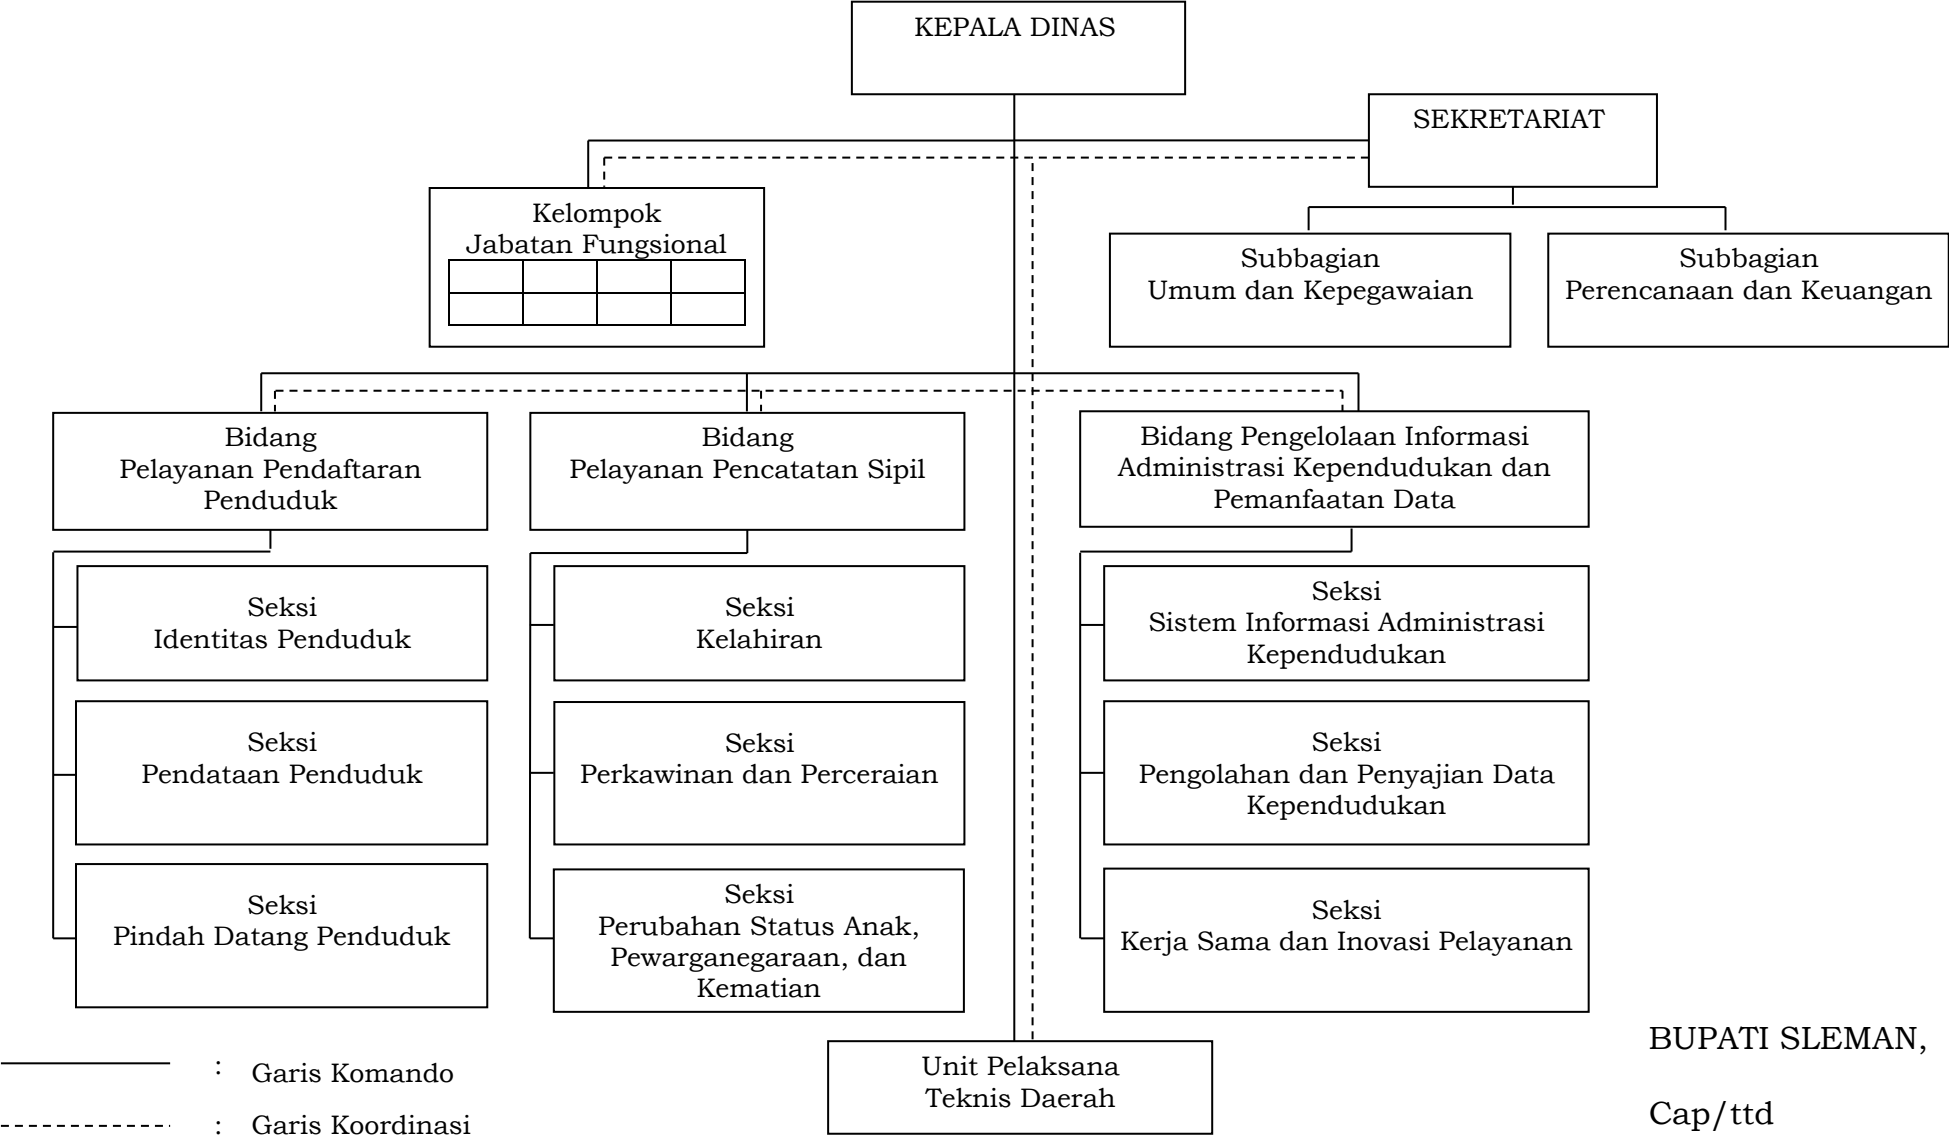 KEPALA DINAS
SEKRETARIAT
Kelompok
Jabatan Fungsional
Subbagian
Umum dan Kepegawaian
Subbagian
Perencanaan dan Keuangan
Bidang
Pelayanan Pendaftaran
Penduduk
Bidang
Pelayanan Pencatatan Sipil
Bidang Pengelolaan Informasi
Administrasi Kependudukan dan
Pemanfaatan Data
Seksi
Identitas Penduduk
Seksi
Kelahiran
Seksi
Sistem Informasi Administrasi
Kependudukan
Seksi
Pendataan Penduduk
Seksi
Perkawinan dan Perceraian
Seksi
Pengolahan dan Penyajian Data
Kependudukan
Seksi
Pindah Datang Penduduk
Seksi
Perubahan Status Anak,
Pewarganegaraan, dan
Kematian
Seksi
Kerja Sama dan Inovasi Pelayanan
Unit Pelaksana
Teknis Daerah
: Garis Komando
: Garis Koordinasi
BUPATI SLEMAN,
Cap/ttd